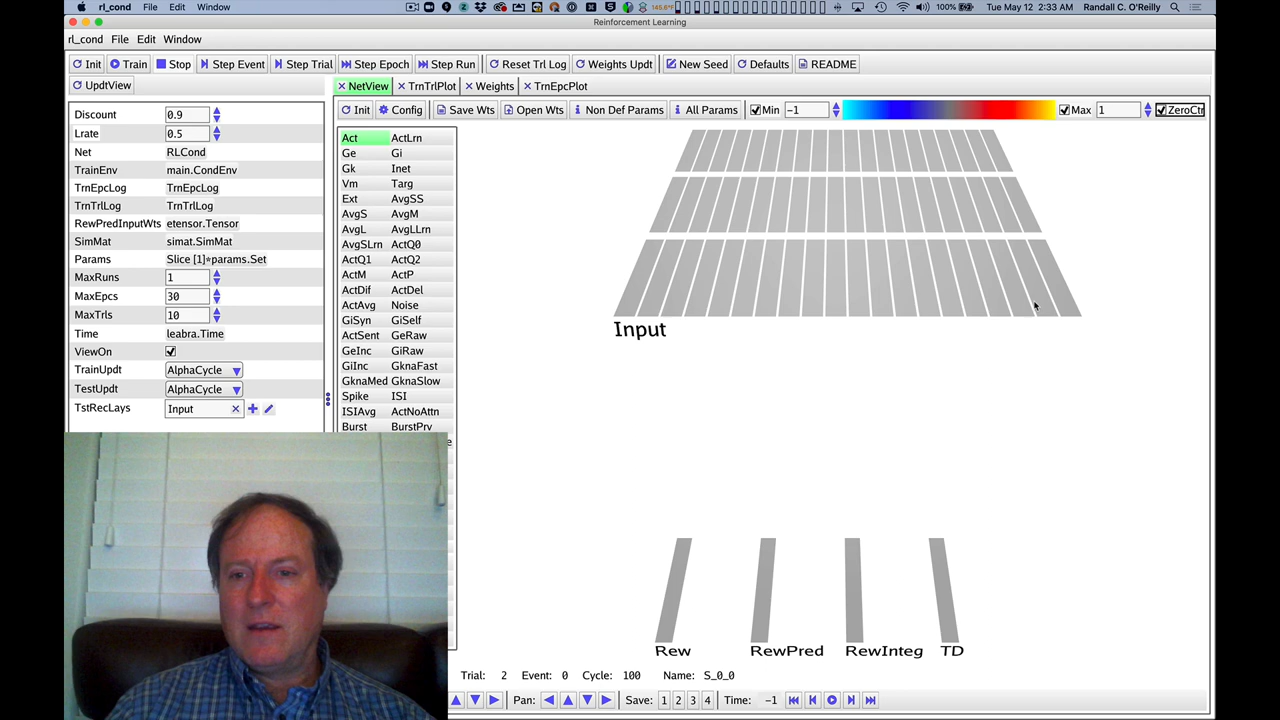 rl_cond File Edit Window 145.6°F 100% Tue May 12 2:33 AM Randall C. O'Reilly
Reinforcement Learning
rl_cond File Edit Window
Init Train Stop Step Event Step Trial Step Epoch Step Run Reset Trl Log Weights Updt New Seed Defaults README
UpdtView
NetView TrnTrlPlot Weights TrnEpcPlot
Init Config Save Wts Open Wts Non Def Params All Params Min -1 Max 1 ZeroCtr
Discount 0.9
Lrate 0.5
Net RLCond
TrainEnv main.CondEnv
TrnEpcLog TrnEpcLog
TrnTrlLog TrnTrlLog
RewPredInputWts etensor.Tensor
SimMat simat.SimMat
Params Slice [1]*params.Set
MaxRuns 1
MaxEpcs 30
MaxTrls 10
Time leabra.Time
ViewOn
TrainUpdt AlphaCycle
TestUpdt AlphaCycle
TstRecLays Input
Act ActLrn
Ge Gi
Gk Inet
Vm Targ
Ext AvgSS
AvgS AvgM
AvgL AvgLLrn
AvgSLrn ActQ0
ActQ1 ActQ2
ActM ActP
ActDif ActDel
ActAvg Noise
GiSyn GiSelf
ActSent GeRaw
GeInc GiRaw
GiInc GknaFast
GknaMed GknaSlow
Spike ISI
ISIAvg ActNoAttn
Burst BurstPrv
Input
Rew RewPred RewInteg TD
Trial: 2 Event: 0 Cycle: 100 Name: S_0_0
Pan: Save: 1 2 3 4 Time: -1